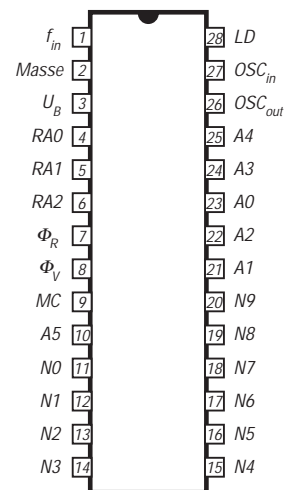 f_in 1 28 LD
Masse 2 27 OSC_in
U_B 3 26 OSC_out
RA0 4 25 A4
RA1 5 24 A3
RA2 6 23 A0
Φ_R 7 22 A2
Φ_V 8 21 A1
MC 9 20 N9
A5 10 19 N8
N0 11 18 N7
N1 12 17 N6
N2 13 16 N5
N3 14 15 N4